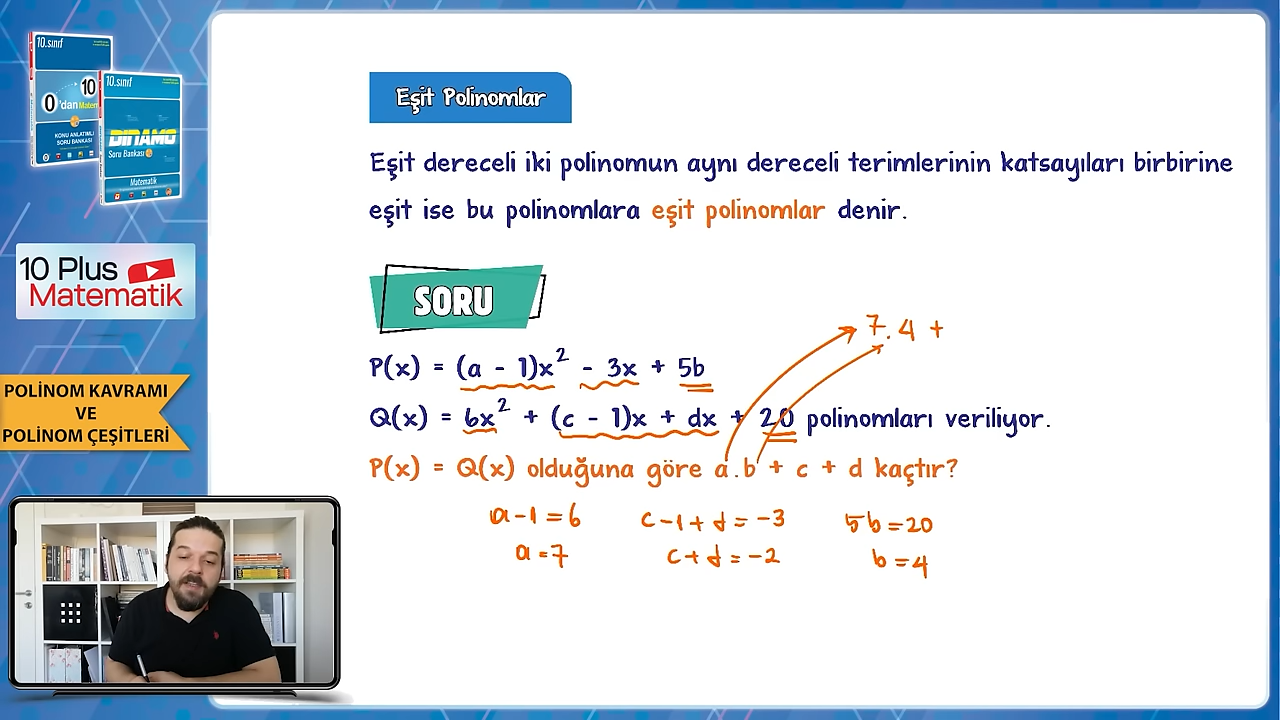 10.sınıf
0'dan 10
Matem
KONU ANLATIMLI
SORU BANKASI
10.sınıf
DİNAMO
Soru Bankası
Matematik
10 Plus
Matematik
POLİNOM KAVRAMI
VE
POLİNOM ÇEŞİTLERİ
Eşit Polinomlar
Eşit dereceli iki polinomun aynı dereceli terimlerinin katsayıları birbirine
eşit ise bu polinomlara eşit polinomlar denir.
SORU
7.4 +
P(x) = (a - 1)x² - 3x + 5b
Q(x) = 6x² + (c - 1)x + dx + 20 polinomları veriliyor.
P(x) = Q(x) olduğuna göre a.b + c + d kaçtır?
a-1=6 c-1+d=-3 5b=20
a=7 c+d=-2 b=4